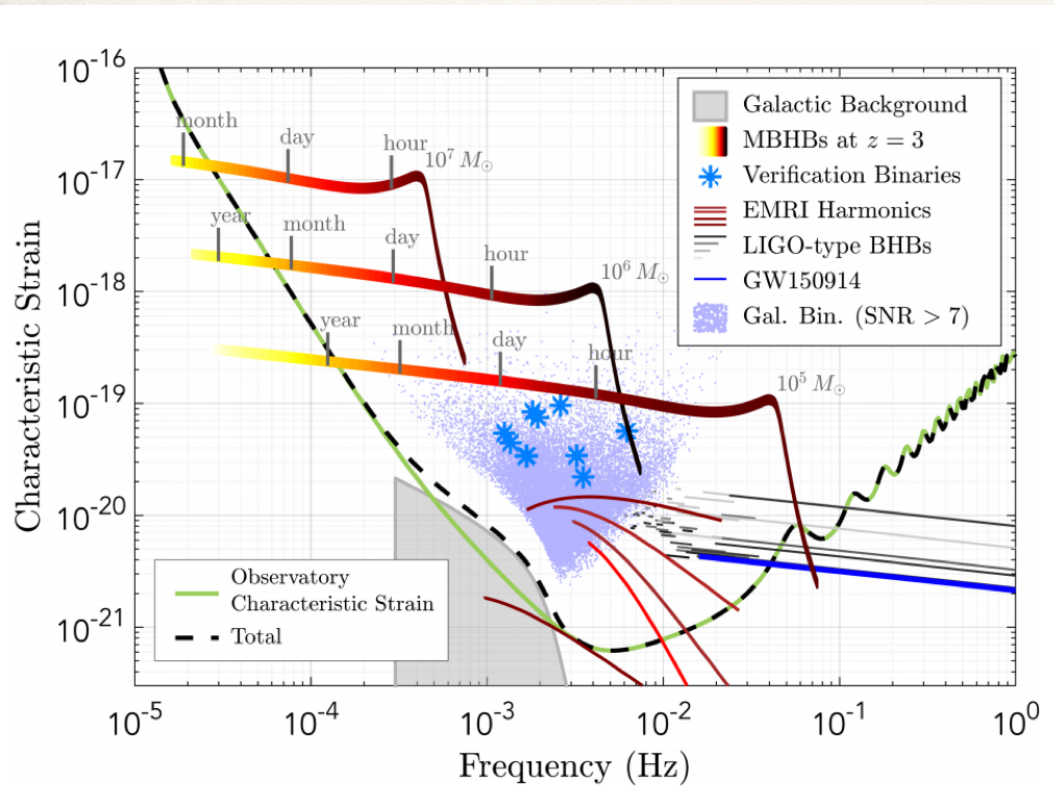 10^-16
10^-17
10^-18
10^-19
10^-20
10^-21
Characteristic Strain
month
day
hour
10^7 M_⊙
year
month
day
hour
10^6 M_⊙
year
month
day
hour
10^5 M_⊙
Galactic Background
MBHBs at z = 3
Verification Binaries
EMRI Harmonics
LIGO-type BHBs
GW150914
Gal. Bin. (SNR > 7)
Observatory
Characteristic Strain
Total
10^-5
10^-4
10^-3
10^-2
10^-1
10^0
Frequency (Hz)